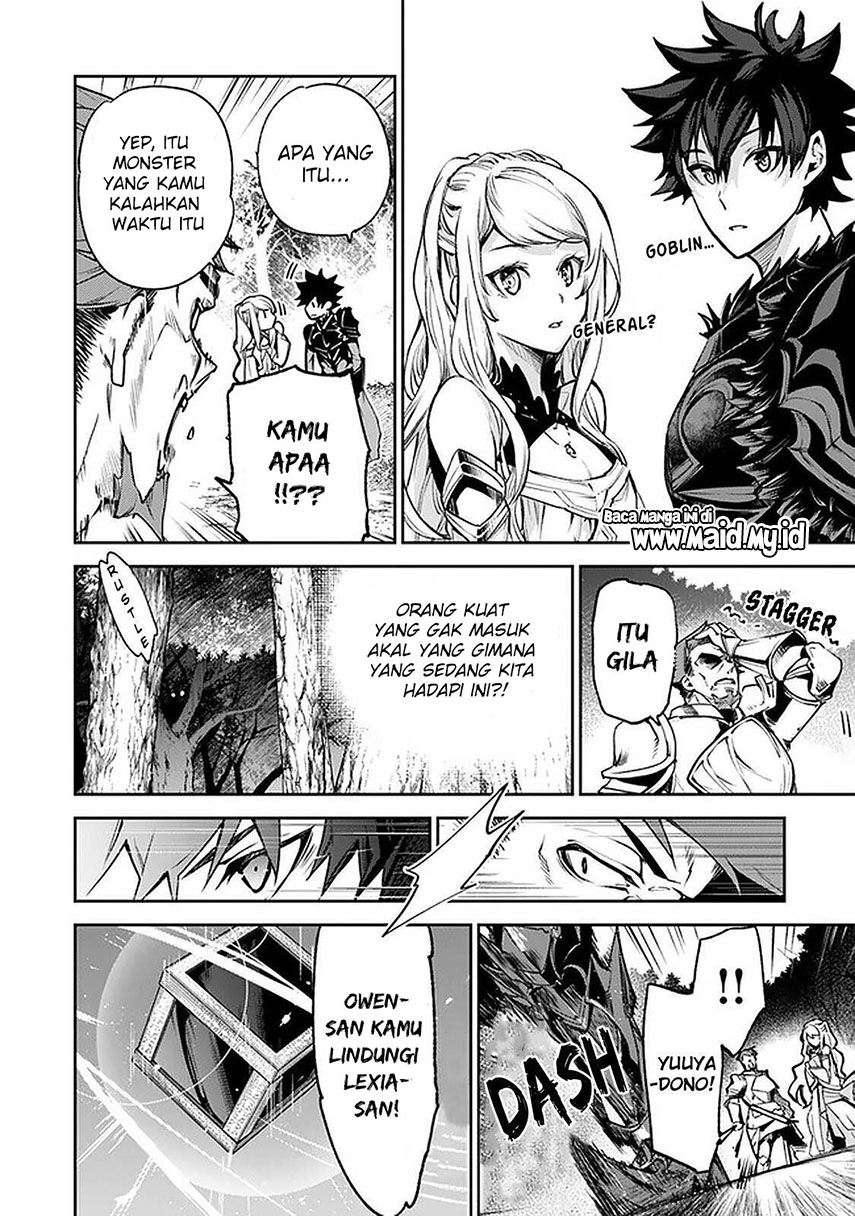 GOBLIN...
GENERAL?
APA YANG
ITU...
YEP, ITU
MONSTER
YANG KAMU
KALAHKAN
WAKTU ITU
KAMU
APAA
!!??
Baca Manga ini di
www.Maid.My.id
STAGGER
ITU
GILA
ORANG KUAT
YANG GAK MASUK
AKAL YANG GIMANA
YANG SEDANG KITA
HADAPI INI?!
RUSTLE
!!
YUUYA
-DONO!
DASH
OWEN-
SAN KAMU
LINDUNGI
LEXIA-
SAN!